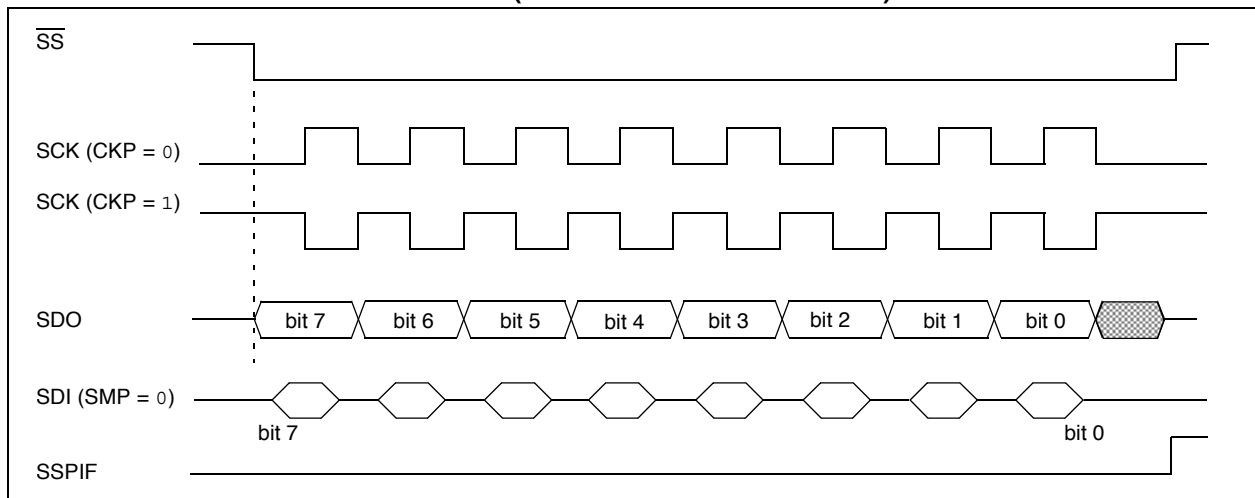 SS
SCK (CKP = 0)
SCK (CKP = 1)
SDO
bit 7 bit 6 bit 5 bit 4 bit 3 bit 2 bit 1 bit 0
SDI (SMP = 0)
bit 7 bit 0
SSPIF